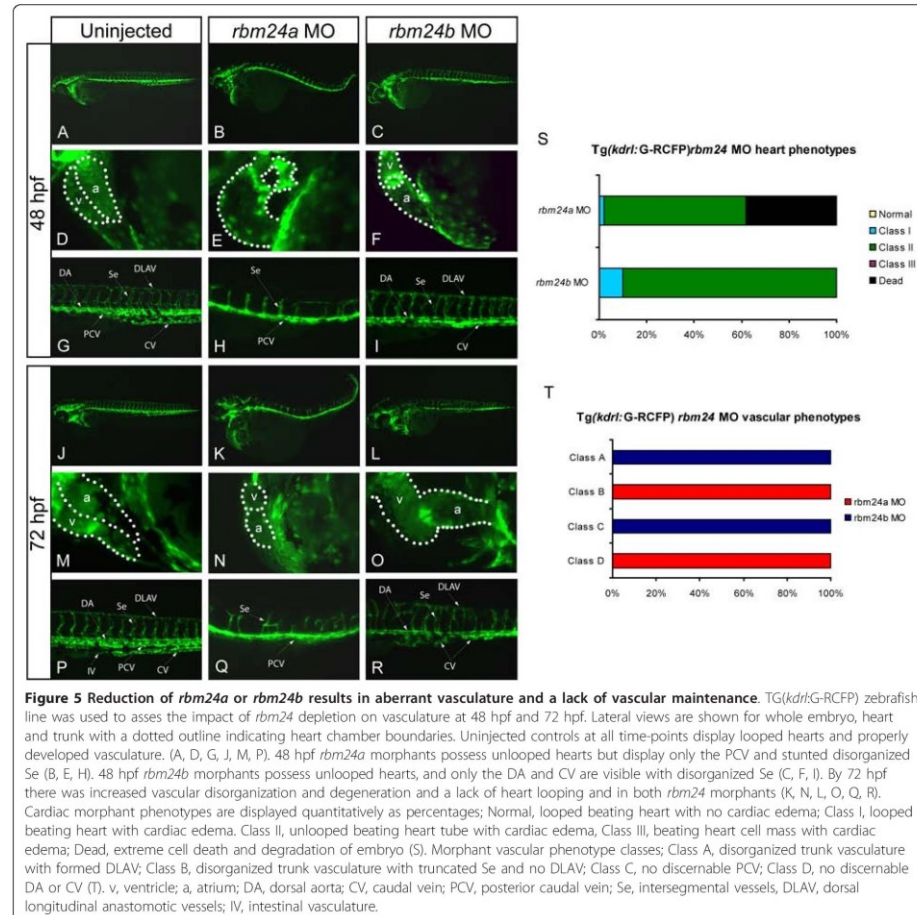 Uninjected
rbm24a MO
rbm24b MO
48 hpf
A
B
C
a
v
D
E
v
a
F
DA
Se
DLAV
PCV
CV
G
Se
PCV
H
DA
Se
DLAV
CV
I
72 hpf
J
K
L
a
v
M
v
a
N
v
a
O
DA
Se
DLAV
IV
PCV
CV
P
Se
PCV
Q
DA
Se
DLAV
CV
R
S
Tg(kdrl:G-RCFP)rbm24 MO heart phenotypes
rbm24a MO
rbm24b MO
0% 20% 40% 60% 80% 100%
Normal
Class I
Class II
Class III
Dead
T
Tg(kdrl:G-RCFP) rbm24 MO vascular phenotypes
Class A
Class B
Class C
Class D
0% 20% 40% 60% 80% 100%
rbm24a MO
rbm24b MO
Figure 5 Reduction of rbm24a or rbm24b results in aberrant vasculature and a lack of vascular maintenance. TG(kdrl:G-RCFP) zebrafish
line was used to asses the impact of rbm24 depletion on vasculature at 48 hpf and 72 hpf. Lateral views are shown for whole embryo, heart
and trunk with a dotted outline indicating heart chamber boundaries. Uninjected controls at all time-points display looped hearts and properly
developed vasculature. (A, D, G, J, M, P). 48 hpf rbm24a morphants possess unlooped hearts but display only the PCV and stunted disorganized
Se (B, E, H). 48 hpf rbm24b morphants possess unlooped hearts, and only the DA and CV are visible with disorganized Se (C, F, I). By 72 hpf
there was increased vascular disorganization and degeneration and a lack of heart looping and in both rbm24 morphants (K, N, L, O, Q, R).
Cardiac morphant phenotypes are displayed quantitatively as percentages; Normal, looped beating heart with no cardiac edema; Class I, looped
beating heart with cardiac edema. Class II, unlooped beating heart tube with cardiac edema, Class III, beating heart cell mass with cardiac
edema; Dead, extreme cell death and degradation of embryo (S). Morphant vascular phenotype classes; Class A, disorganized trunk vasculature
with formed DLAV; Class B, disorganized trunk vasculature with truncated Se and no DLAV; Class C, no discernable PCV; Class D, no discernable
DA or CV (T). v, ventricle; a, atrium; DA, dorsal aorta; CV, caudal vein; PCV, posterior caudal vein; Se, intersegmental vessels, DLAV, dorsal
longitudinal anastomotic vessels; IV, intestinal vasculature.